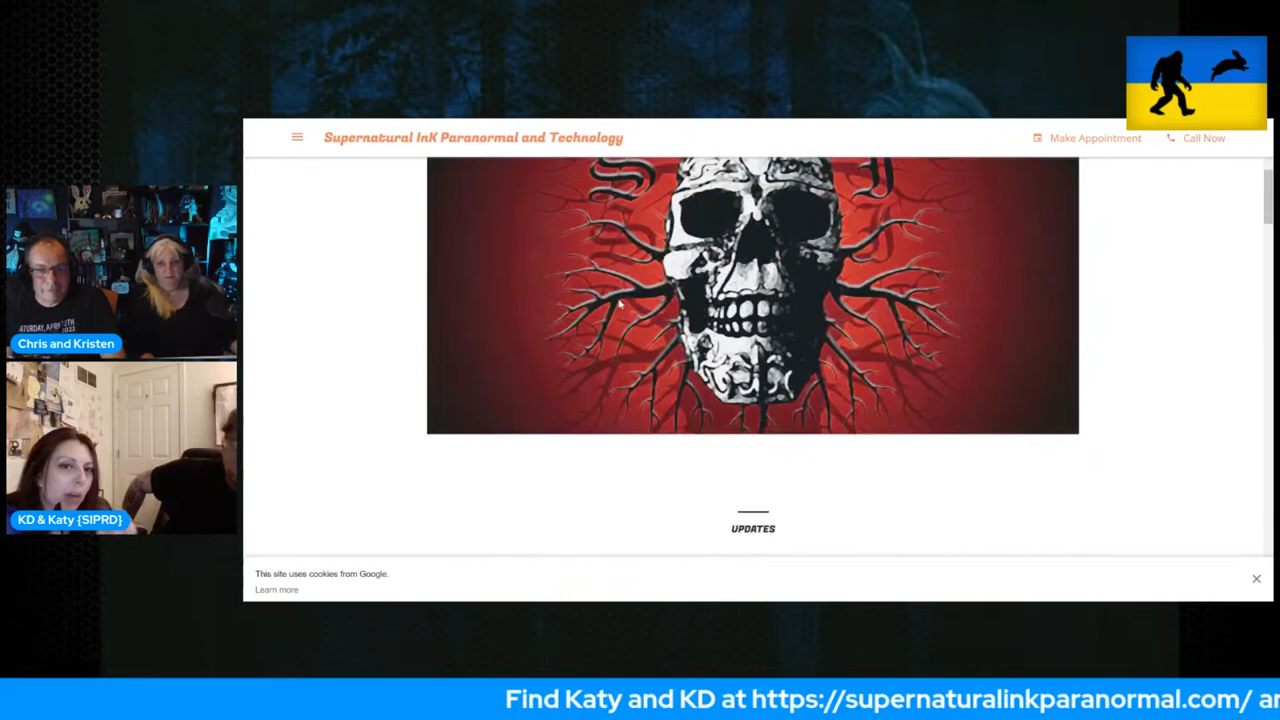 Supernatural InK Paranormal and Technology
Make Appointment
Call Now
Chris and Kristen
KD & Katy {SIPRD}
UPDATES
This site uses cookies from Google.
Learn more
Find Katy and KD at https://supernaturalinkparanormal.com/